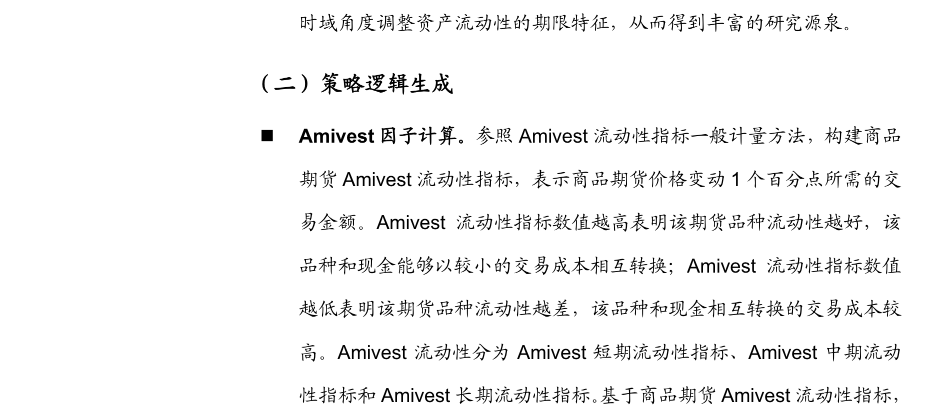 时域角度调整资产流动性的期限特征，从而得到丰富的研究源泉。
（二）策略逻辑生成
■ Amivest 因子计算。参照 Amivest 流动性指标一般计量方法，构建商品
期货 Amivest 流动性指标，表示商品期货价格变动 1 个百分点所需的交
易金额。Amivest 流动性指标数值越高表明该期货品种流动性越好，该
品种和现金能够以较小的交易成本相互转换；Amivest 流动性指标数值
越低表明该期货品种流动性越差，该品种和现金相互转换的交易成本较
高。Amivest 流动性分为 Amivest 短期流动性指标、Amivest 中期流动
性指标和 Amivest 长期流动性指标。基于商品期货 Amivest 流动性指标，